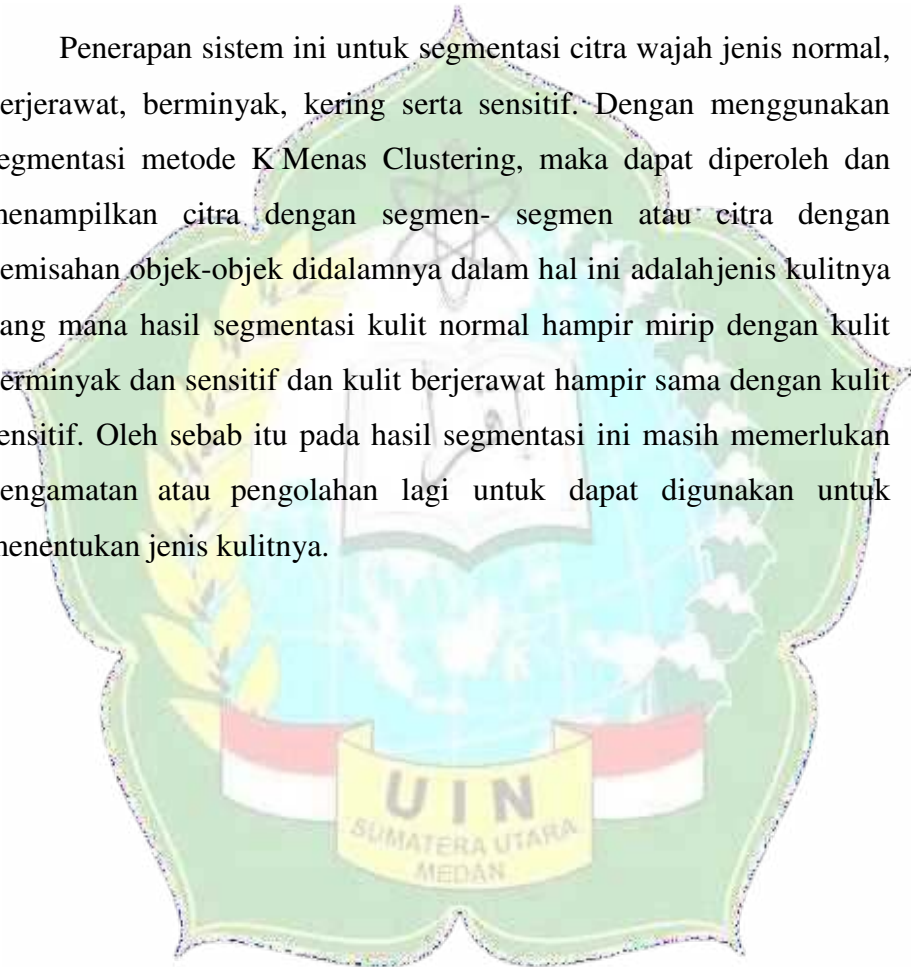 Penerapan sistem ini untuk segmentasi citra wajah jenis normal,
erjerawat, berminyak, kering serta sensitif. Dengan menggunakan
egmentasi metode K Menas Clustering, maka dapat diperoleh dan
menampilkan citra dengan segmen- segmen atau citra dengan
emisahan objek-objek didalamnya dalam hal ini adalahjenis kulitnya
ang mana hasil segmentasi kulit normal hampir mirip dengan kulit
erminyak dan sensitif dan kulit berjerawat hampir sama dengan kulit
ensitif. Oleh sebab itu pada hasil segmentasi ini masih memerlukan
engamatan atau pengolahan lagi untuk dapat digunakan untuk
menentukan jenis kulitnya.
UIN
SUMATERA UTARA
MEDAN